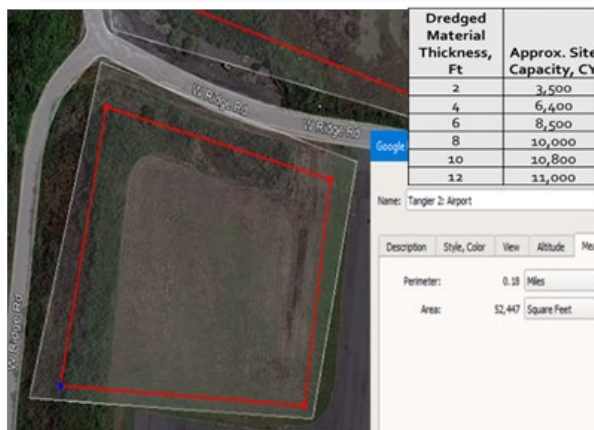 W Ridge Rd
W Ridge Rd
W Ridge Rd
Dredged
Material
Thickness,
Ft
Approx. Site
Capacity, CY
2 3,500
4 6,400
6 8,500
8 10,000
10 10,800
12 11,000
Google
Name: Tangier 2: Airport
Description Style, Color View Altitude Mea
Perimeter: 0.18 Miles
Area: 52,447 Square Feet